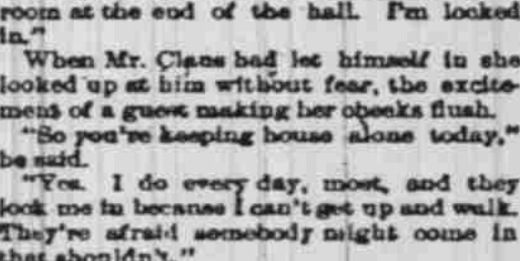 room at the end of the hall. I'm locked
in."
When Mr. Claus had let himself in she
looked up at him without fear, the excite-
ment of a guest making her cheeks flush.
"So you're keeping house alone today,"
he said.
"Yes. I do every day, most, and they
lock me in because I can't get up and walk.
They're afraid somebody might come in
that shouldn't."